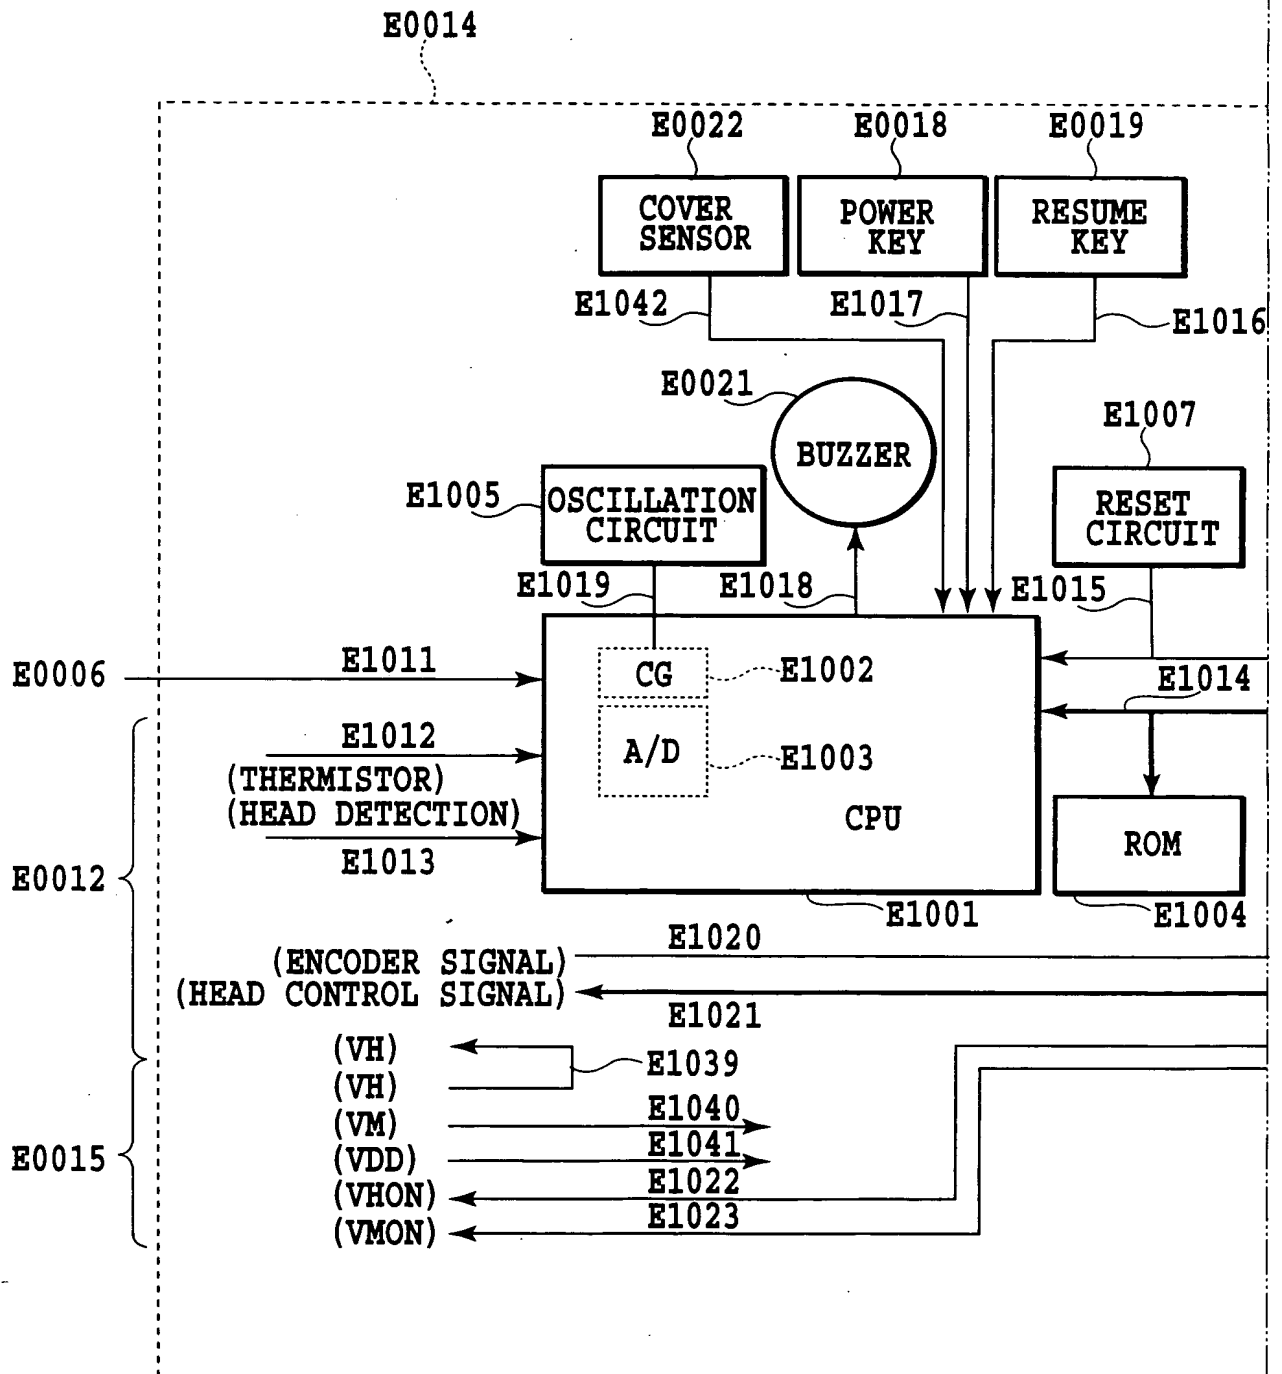 E0014
E0022
E0018
E0019
COVER
SENSOR
POWER
KEY
RESUME
KEY
E1042
E1017
E1016
E0021
BUZZER
E1007
E1005
OSCILLATION
CIRCUIT
RESET
CIRCUIT
E1019
E1018
E1015
E0006
E1011
CG
E1002
E1014
E1012
(THERMISTOR)
(HEAD DETECTION)
E1013
A/D
E1003
CPU
ROM
E0012
E1001
E1004
E1020
(ENCODER SIGNAL)
(HEAD CONTROL SIGNAL)
E1021
(VH)
E1039
(VH)
(VM)
E1040
E0015
(VDD)
E1041
(VHON)
E1022
(VMON)
E1023